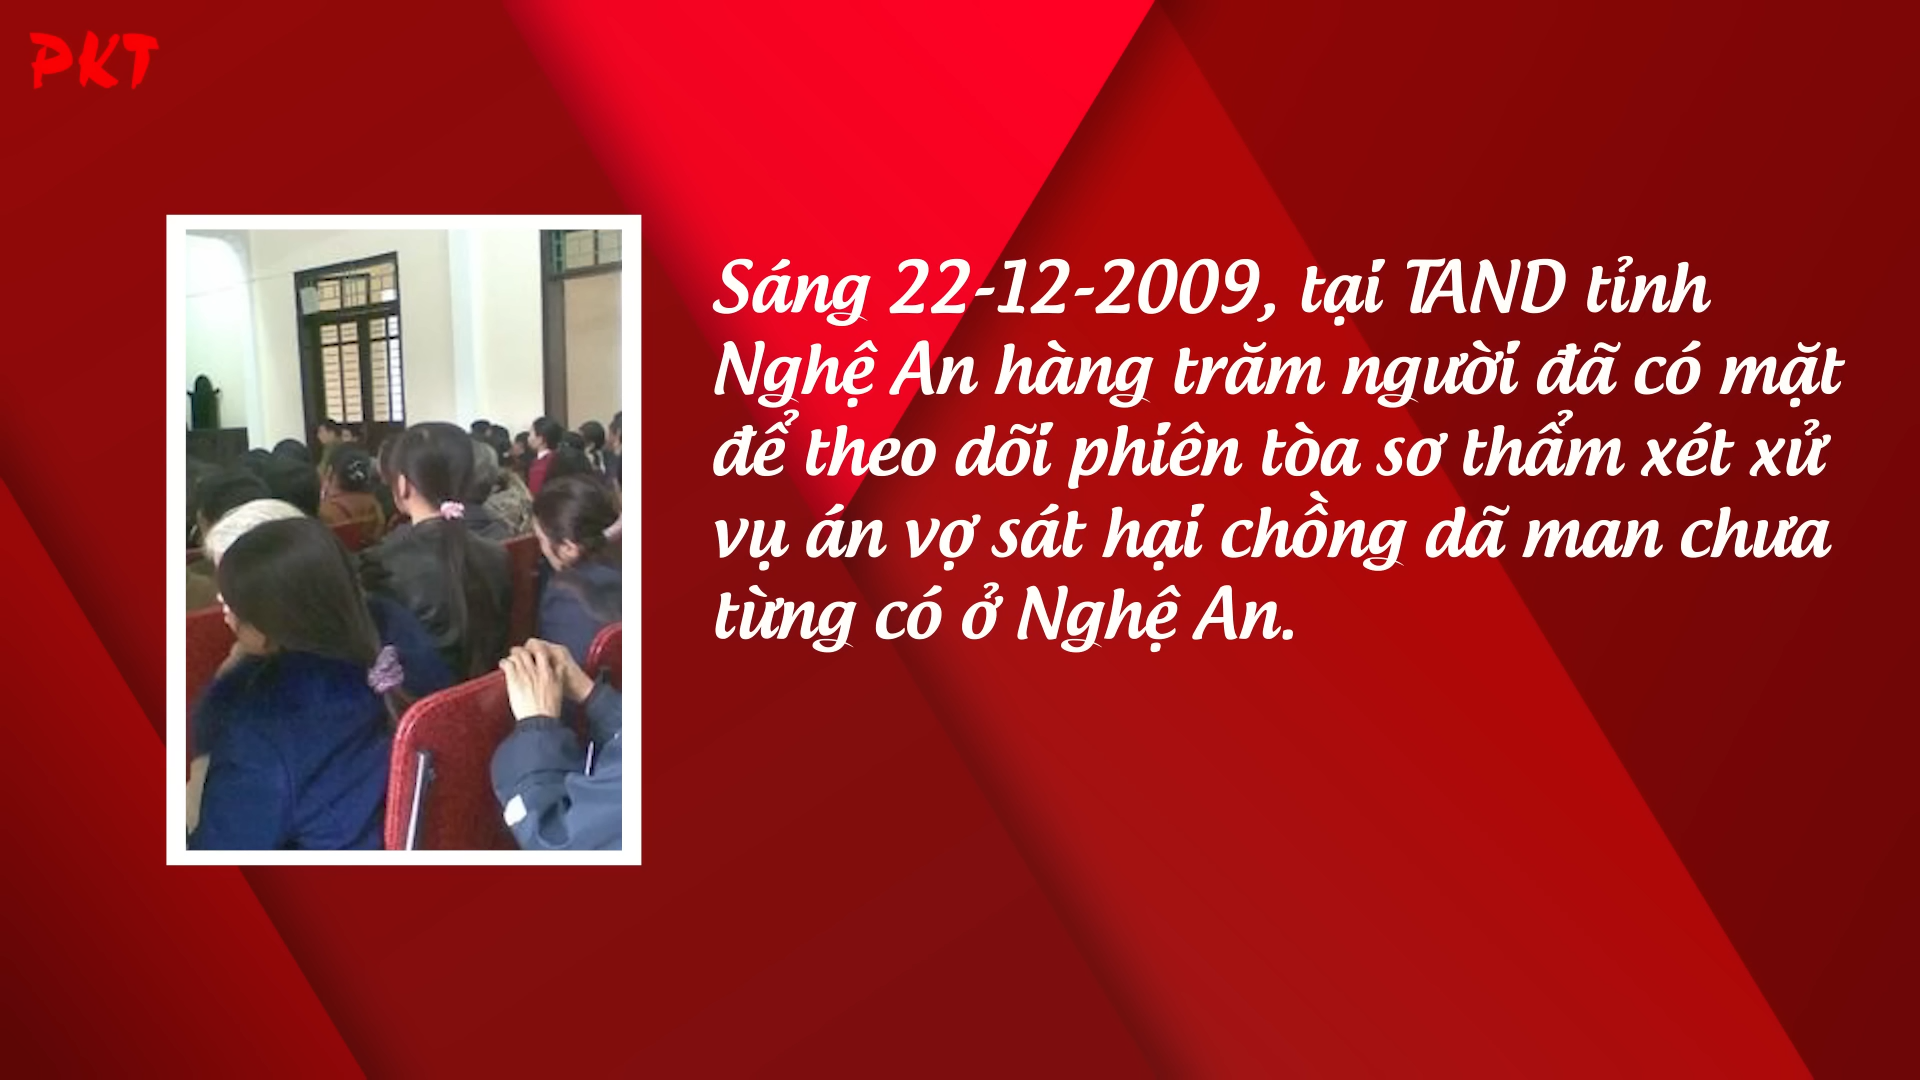 PKT
Sáng 22-12-2009, tại TAND tỉnh
Nghệ An hàng trăm người đã có mặt
để theo dõi phiên tòa sơ thẩm xét xử
vụ án vợ sát hại chồng dã man chưa
từng có ở Nghệ An.